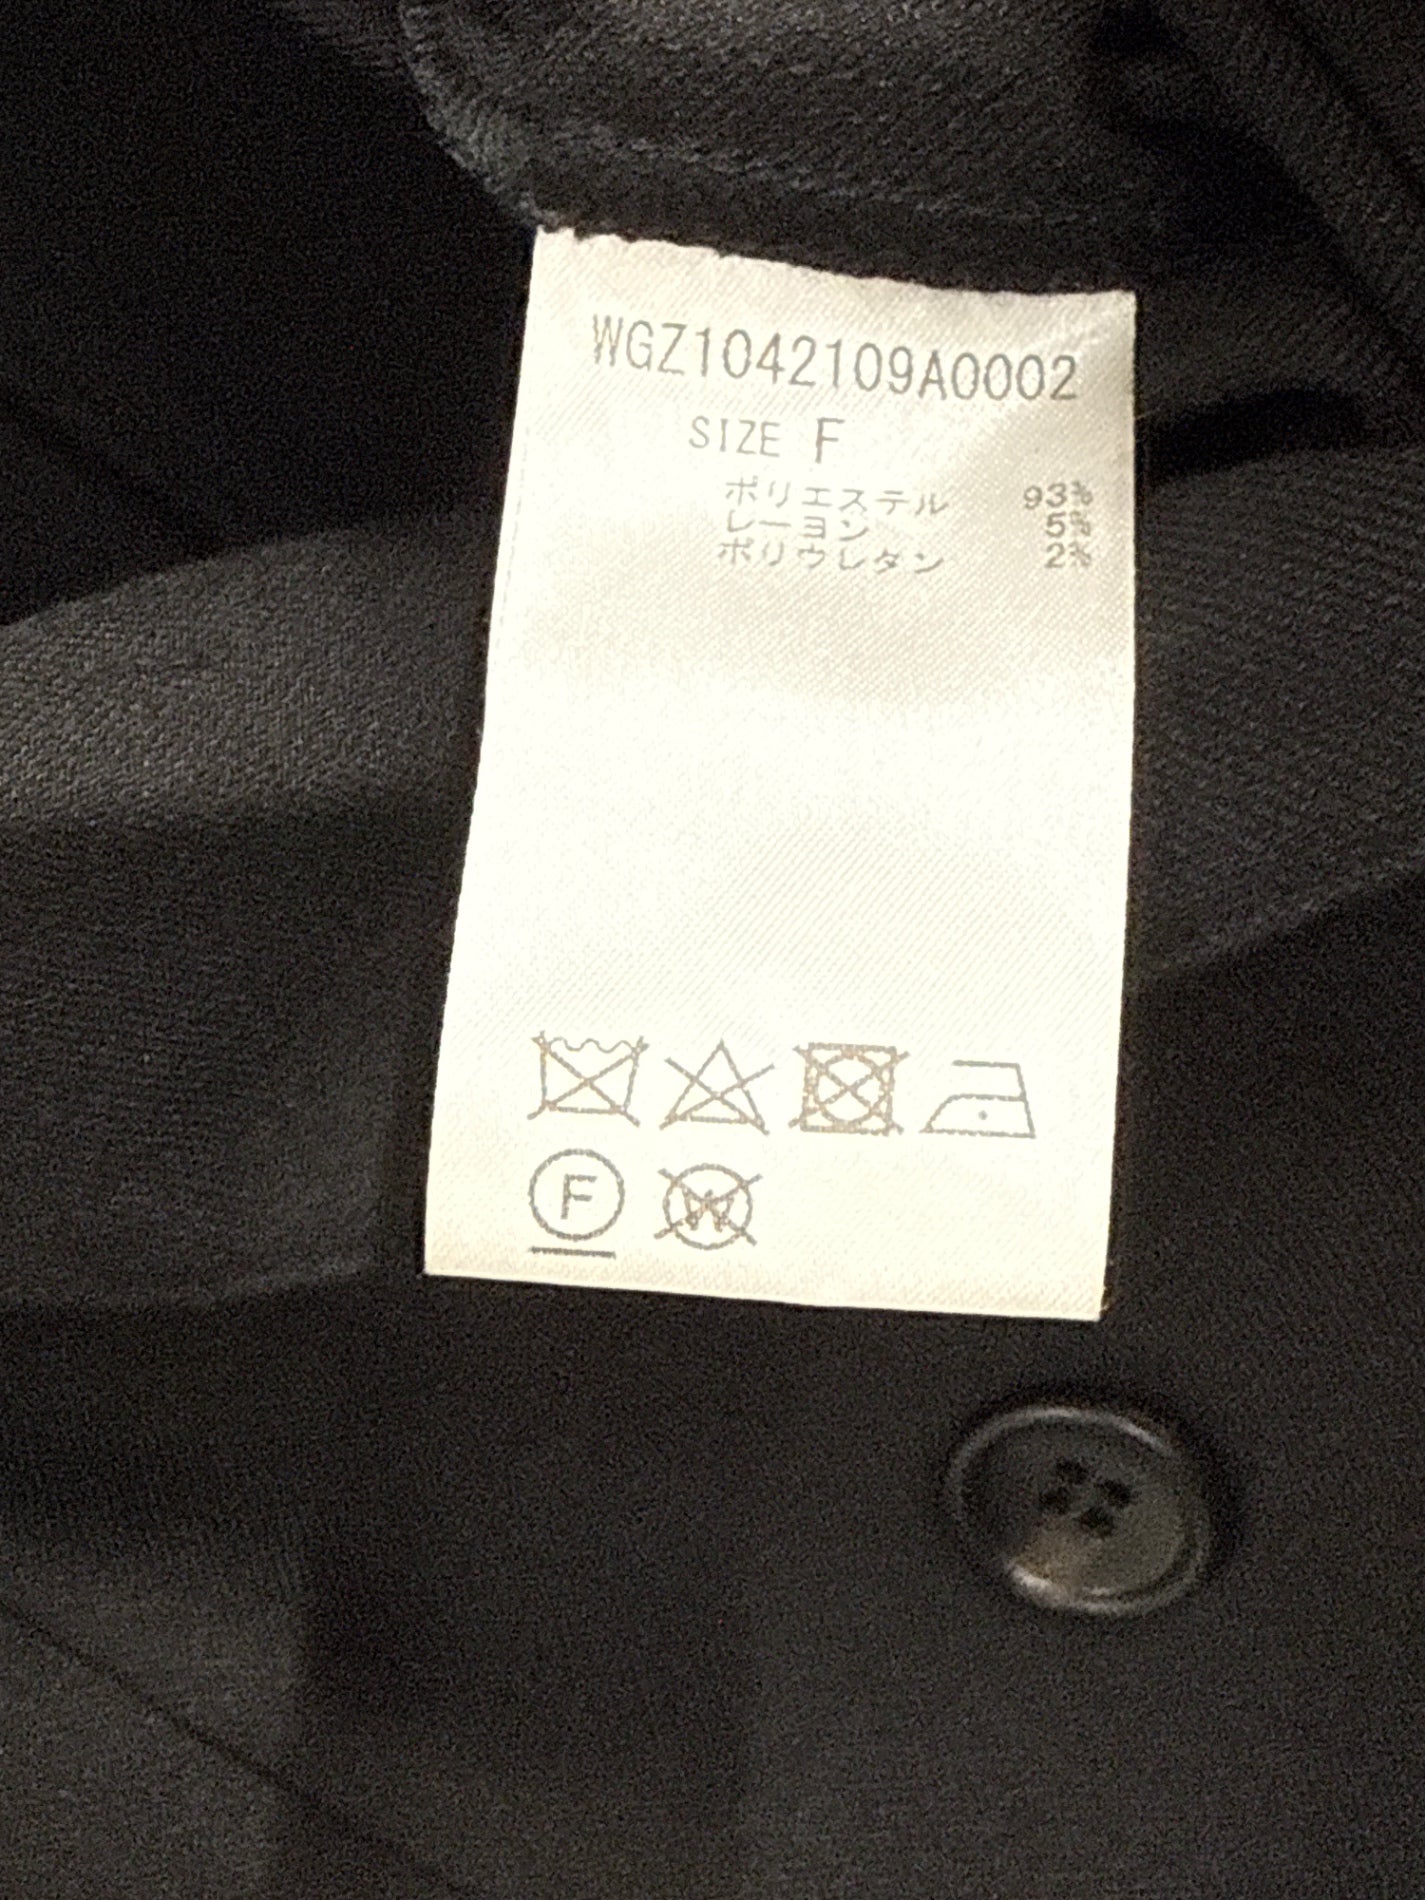 WGZ1042109A0002
SIZE F
ポリエステル 93%
レーヨン 5%
ポリウレタン 2%
F W